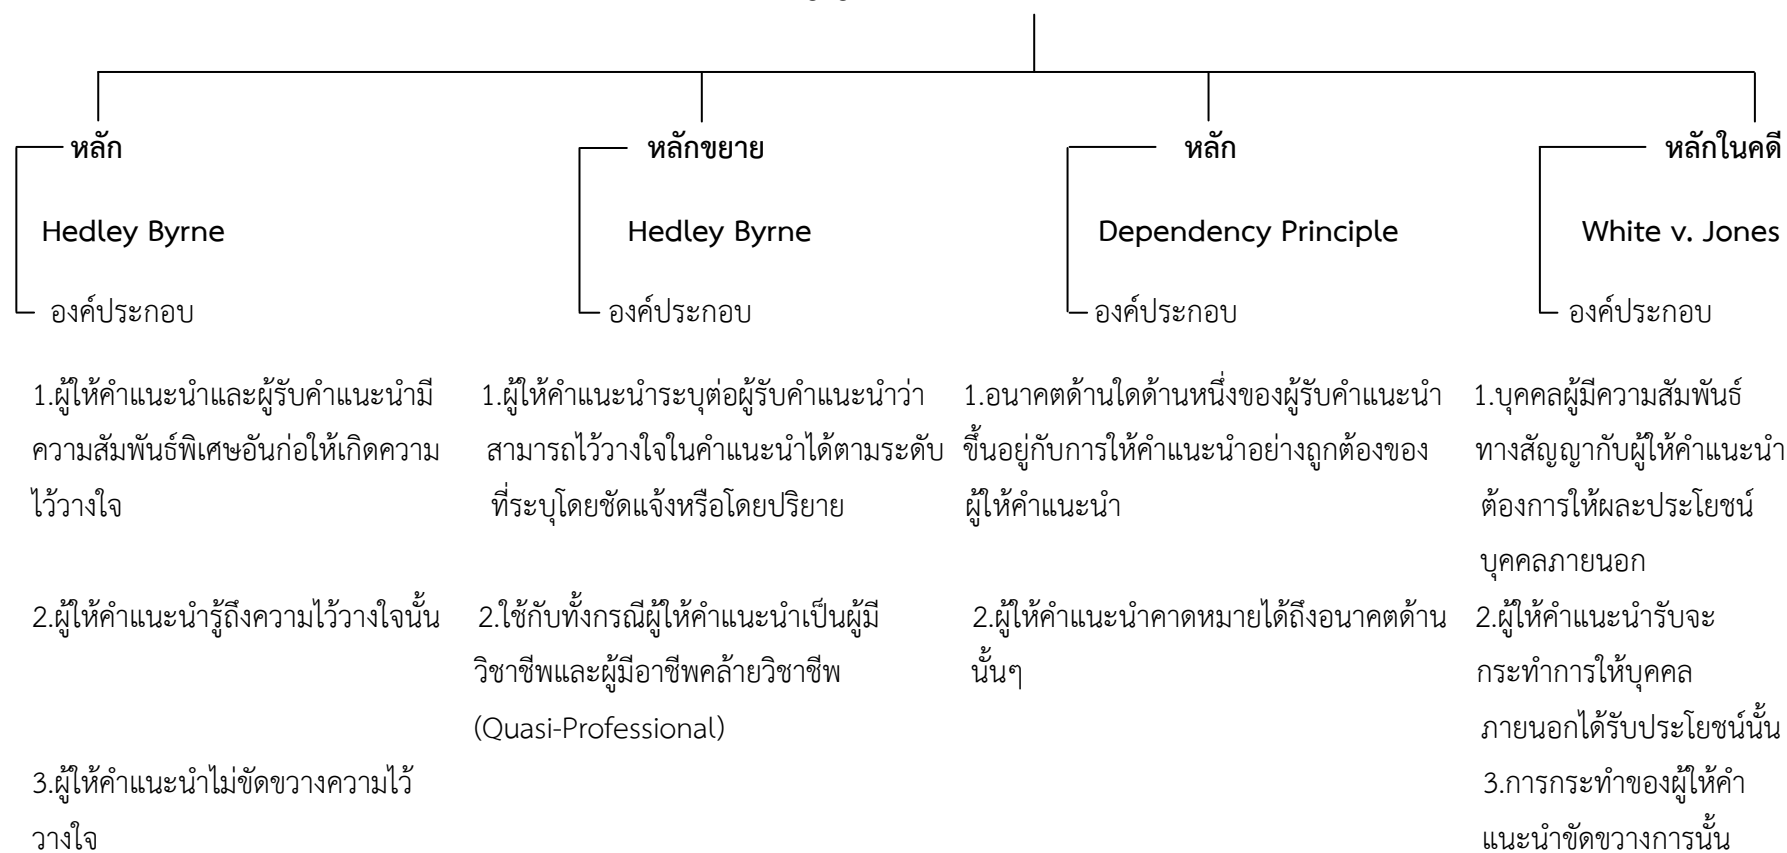 หลัก
Hedley Byrne
องค์ประกอบ
1.ผู้ให้คำแนะนำและผู้รับคำแนะนำมี
ความสัมพันธ์พิเศษอันก่อให้เกิดความ
ไว้วางใจ
2.ผู้ให้คำแนะนำรู้ถึงความไว้วางใจนั้น
3.ผู้ให้คำแนะนำไม่ขัดขวางความไว้
วางใจ
หลักขยาย
Hedley Byrne
องค์ประกอบ
1.ผู้ให้คำแนะนำระบุต่อผู้รับคำแนะนำว่า
สามารถไว้วางใจในคำแนะนำได้ตามระดับ
ที่ระบุโดยชัดแจ้งหรือโดยปริยาย
2.ใช้กับทั้งกรณีผู้ให้คำแนะนำเป็นผู้มี
วิชาชีพและผู้มีอาชีพคล้ายวิชาชีพ
(Quasi-Professional)
หลัก
Dependency Principle
องค์ประกอบ
1.อนาคตด้านใดด้านหนึ่งของผู้รับคำแนะนำ
ขึ้นอยู่กับการให้คำแนะนำอย่างถูกต้องของ
ผู้ให้คำแนะนำ
2.ผู้ให้คำแนะนำคาดหมายได้ถึงอนาคตด้าน
นั้นๆ
หลักในคดี
White v. Jones
องค์ประกอบ
1.บุคคลผู้มีความสัมพันธ์
ทางสัญญากับผู้ให้คำแนะนำ
ต้องการให้ผละประโยชน์
บุคคลภายนอก
2.ผู้ให้คำแนะนำรับจะ
กระทำการให้บุคคล
ภายนอกได้รับประโยชน์นั้น
3.การกระทำของผู้ให้คำ
แนะนำขัดขวางการนั้น